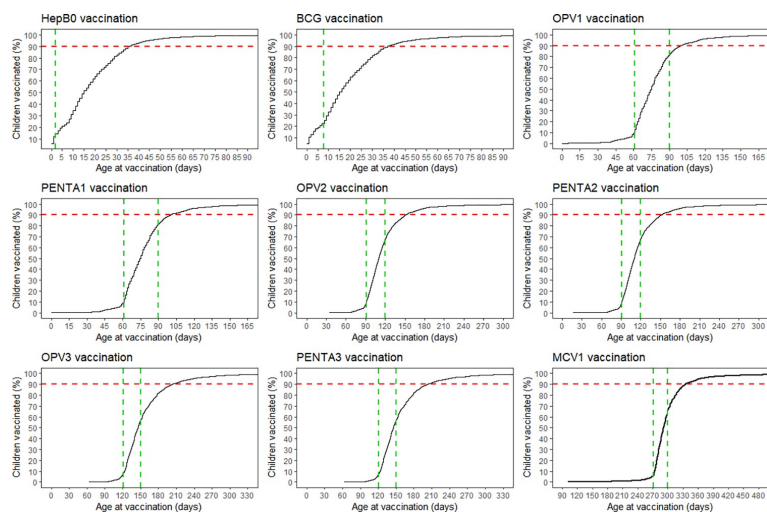 HepB0 vaccination
BCG vaccination
OPV1 vaccination
Children vaccinated (%)
100
90
80
70
60
50
40
30
20
10
0 5 10 15 20 25 30 35 40 45 50 55 60 65 70 75 80 85 90
Age at vaccination (days)
Children vaccinated (%)
100
90
80
70
60
50
40
30
20
10
0 5 10 15 20 25 30 35 40 45 50 55 60 65 70 75 80 85 90
Age at vaccination (days)
Children vaccinated (%)
100
90
80
70
60
50
40
30
20
10
0
0 15 30 45 61 75 90 105 120 135 150 165
Age at vaccination (days)
PENTA1 vaccination
OPV2 vaccination
PENTA2 vaccination
Children vaccinated (%)
100
90
80
70
60
50
40
30
20
10
0
0 15 30 45 60 75 90 105 120 135 150 165
Age at vaccination (days)
Children vaccinated (%)
100
90
80
70
60
50
40
30
20
10
0
0 30 60 90 120 150 180 210 240 270 300
Age at vaccination (days)
Children vaccinated (%)
100
90
80
70
60
50
40
30
20
10
0
0 30 60 90 120 150 180 210 240 270 300
Age at vaccination (days)
OPV3 vaccination
PENTA3 vaccination
MCV1 vaccination
Children vaccinated (%)
100
90
80
70
60
50
40
30
20
10
0
0 30 60 90 120 150 180 210 240 270 300 330
Age at vaccination (days)
Children vaccinated (%)
100
90
80
70
60
50
40
30
20
10
0
0 30 60 90 120 150 180 210 240 270 300 330
Age at vaccination (days)
Children vaccinated (%)
100
90
80
70
60
50
40
30
20
10
0
90 120 150 180 210 240 270 300 330 360 390 420 450 480
Age at vaccination (days)